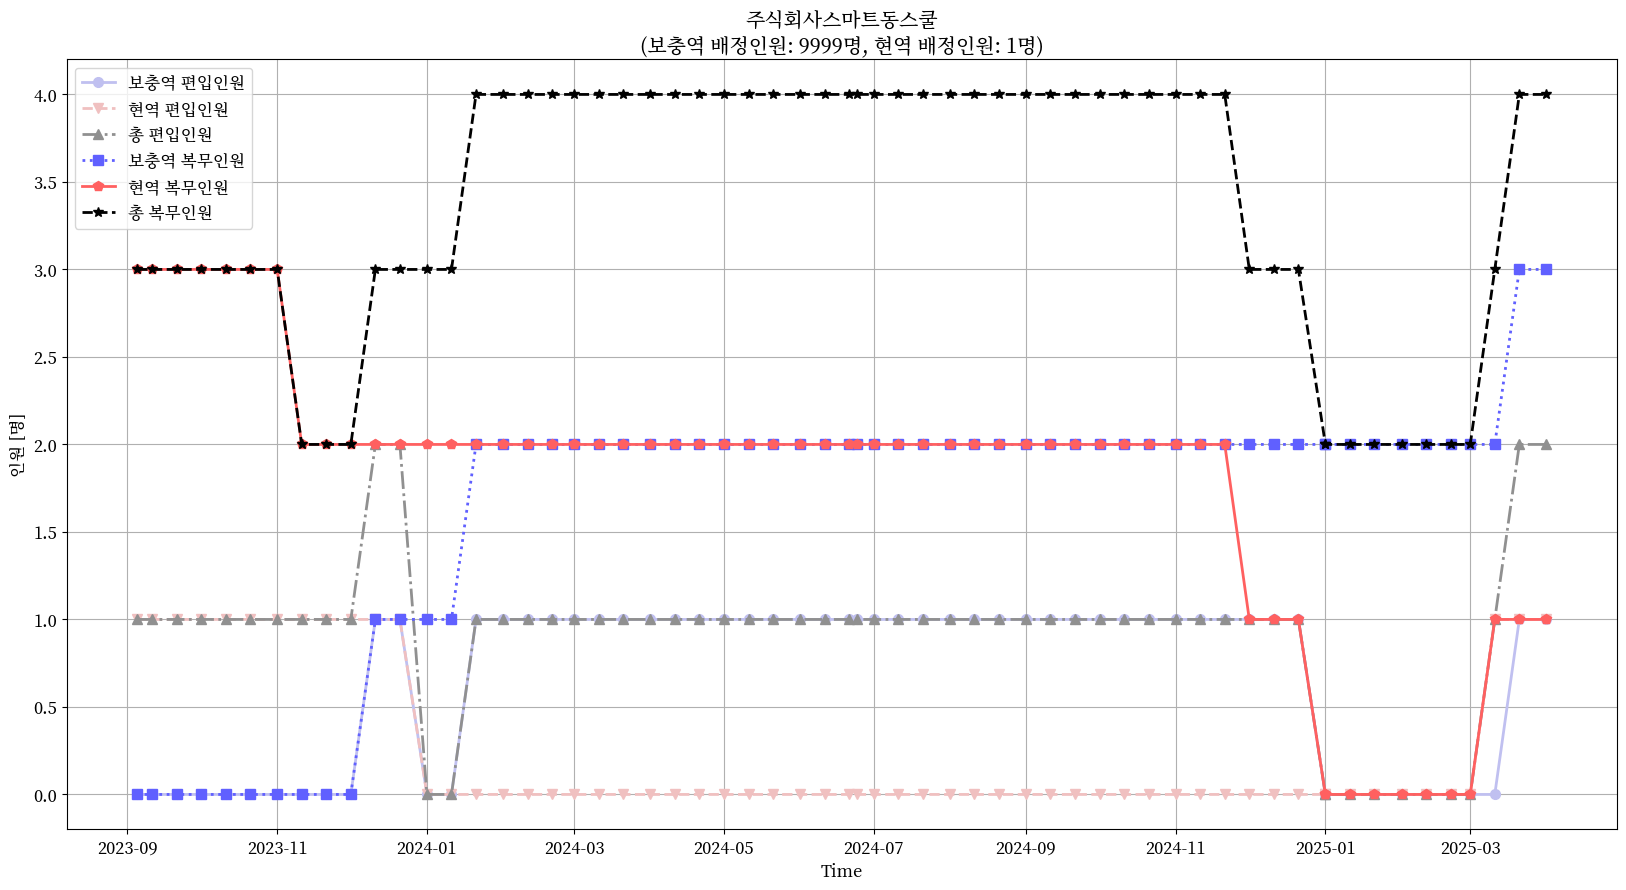 주식회사스마트동스쿨
(보충역 배정인원: 9999명, 현역 배정인원: 1명)
보충역 편입인원
현역 편입인원
총 편입인원
보충역 복무인원
현역 복무인원
총 복무인원
4.0
3.5
3.0
2.5
2.0
1.5
1.0
0.5
0.0
인원 [명]
2023-09 2023-11 2024-01 2024-03 2024-05 2024-07 2024-09 2024-11 2025-01 2025-03
Time